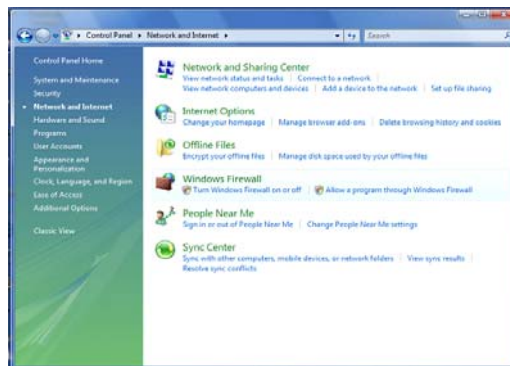 Control Panel ▸ Network and Internet ▸
Search
Control Panel Home
System and Maintenance
Security
Network and Internet
Hardware and Sound
Programs
User Accounts
Appearance and
Personalization
Clock, Language, and Region
Ease of Access
Additional Options
Classic View
Network and Sharing Center
View network status and tasks | Connect to a network
View network computers and devices | Add a device to the network | Set up file sharing
Internet Options
Change your homepage | Manage browser add-ons | Delete browsing history and cookies
Offline Files
Encrypt your offline files | Manage disk space used by your offline files
Windows Firewall
Turn Windows Firewall on or off | Allow a program through Windows Firewall
People Near Me
Sign in or out of People Near Me | Change People Near Me settings
Sync Center
Sync with other computers, mobile devices, or network folders | View sync results
Resolve sync conflicts